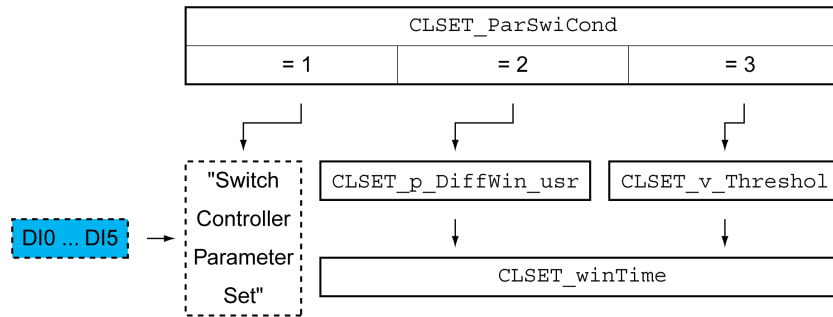 CLSET_ParSwiCond
= 1
= 2
= 3
"Switch
Controller
Parameter
Set"
CLSET_p_DiffWin_usr
CLSET_v_Threshol
DI0 ... DI5
CLSET_winTime